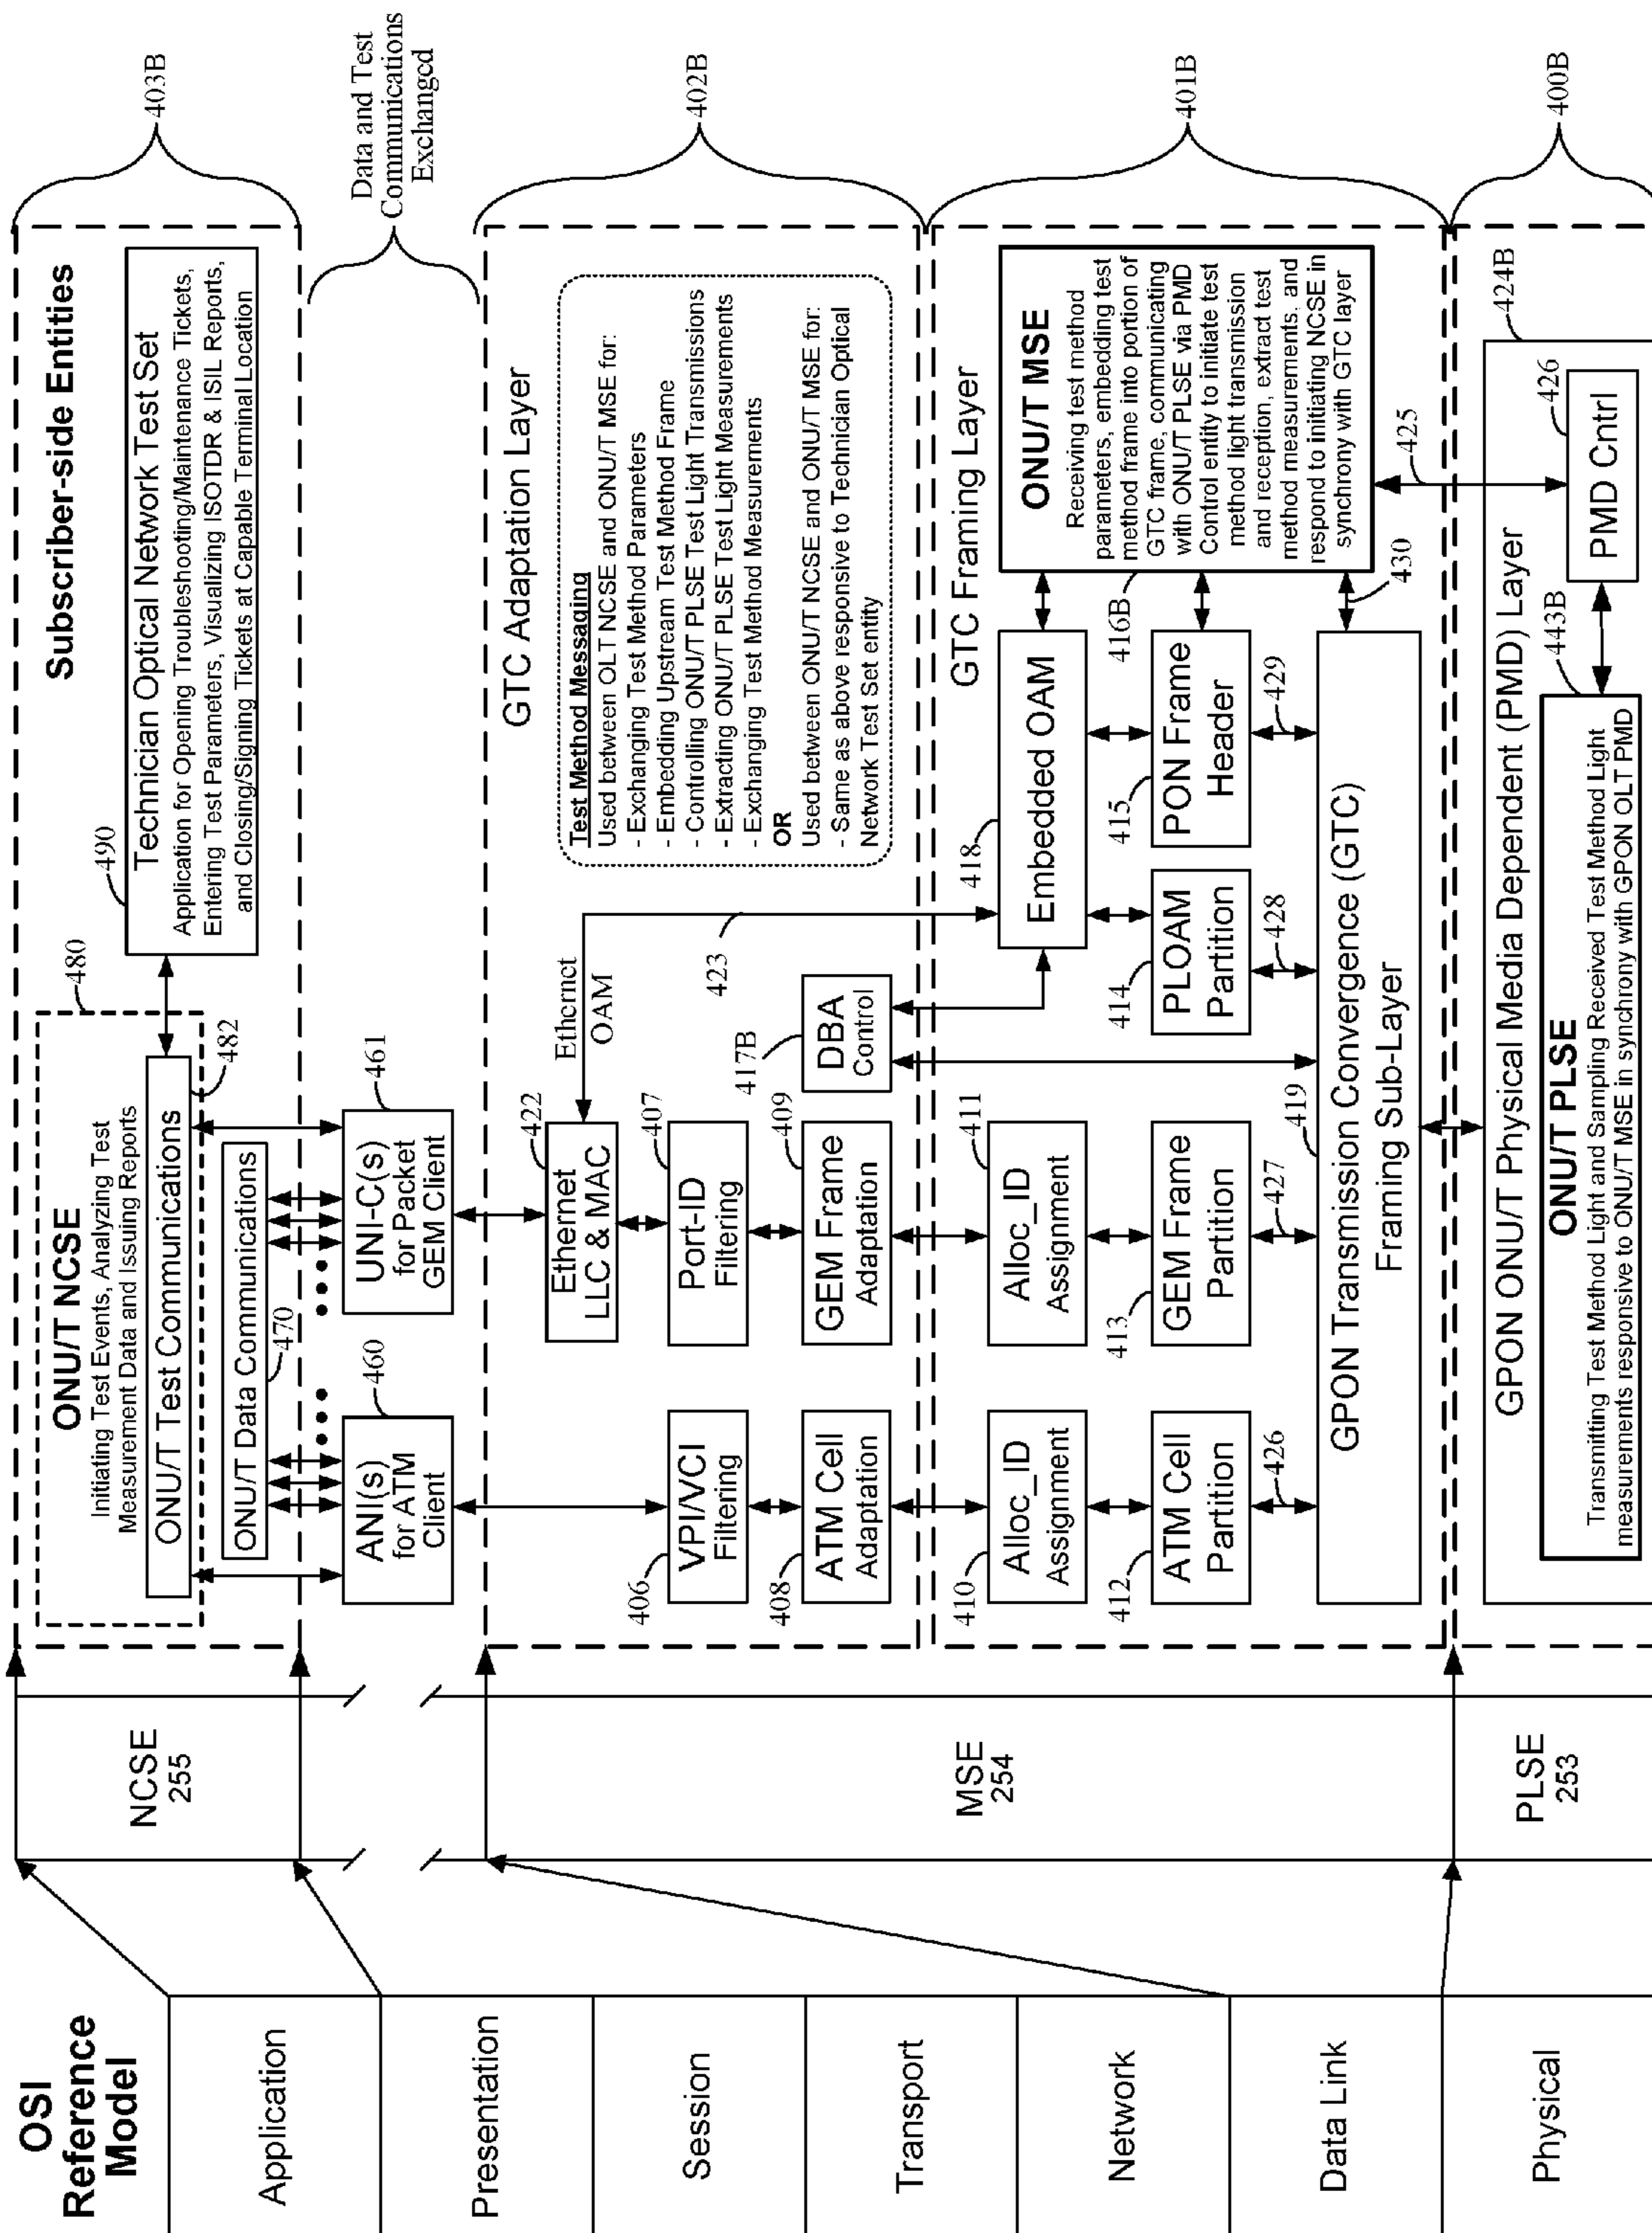 OSI
Reference
Model
Application
Presentation
Session
Transport
Network
Data Link
Physical
NCSE
255
MSE
254
PLSE
253
Subscriber-side Entities
403B
480
ONU/T NCSE
Initiating Test Events, Analyzing Test
Measurement Data and Issuing Reports
ONU/T Test Communications
482
490
Technician Optical Network Test Set
Application for Opening Troubleshooting/Maintenance Tickets,
Entering Test Parameters, Visualizing ISOTDR & ISIL Reports,
and Closing/Signing Tickets at Capable Terminal Location
ONU/T Data Communications
470
460
ANI(s)
for ATM
Client
461
UNI-C(s)
for Packet
GEM Client
Data and Test
Communications
Exchanged
GTC Adaptation Layer
402B
422
Ethernet
LLC & MAC
Ethernet
OAM
423
406
VPI/VCI
Filtering
407
Port-ID
Filtering
408
ATM Cell
Adaptation
409
GEM Frame
Adaptation
417B
DBA
Control
Test Method Messaging
Used between OLT NCSE and ONU/T MSE for:
- Exchanging Test Method Parameters
- Embedding Upstream Test Method Frame
- Controlling ONU/T PLSE Test Light Transmissions
- Extracting ONU/T PLSE Test Light Measurements
- Exchanging Test Method Measurements
OR
Used between ONU/T NCSE and ONU/T MSE for:
- Same as above responsive to Technician Optical
Network Test Set entity
GTC Framing Layer
401B
410
Alloc_ID
Assignment
411
Alloc_ID
Assignment
418
Embedded OAM
412
ATM Cell
Partition
413
GEM Frame
Partition
414
PLOAM
Partition
415
PON Frame
Header
416B
ONU/T MSE
Receiving test method
parameters, embedding test
method frame into portion of
GTC frame, communicating
with ONU/T PLSE via PMD
Control entity to initiate test
method light transmission
and reception, extract test
method measurements, and
respond to initiating NCSE in
synchrony with GTC layer
426
427
428
429
430
419
GPON Transmission Convergence (GTC)
Framing Sub-Layer
425
400B
424B
GPON ONU/T Physical Media Dependent (PMD) Layer
443B
ONU/T PLSE
Transmitting Test Method Light and Sampling Received Test Method Light
measurements responsive to ONU/T MSE in synchrony with GPON OLT PMD
426
PMD Cntrl